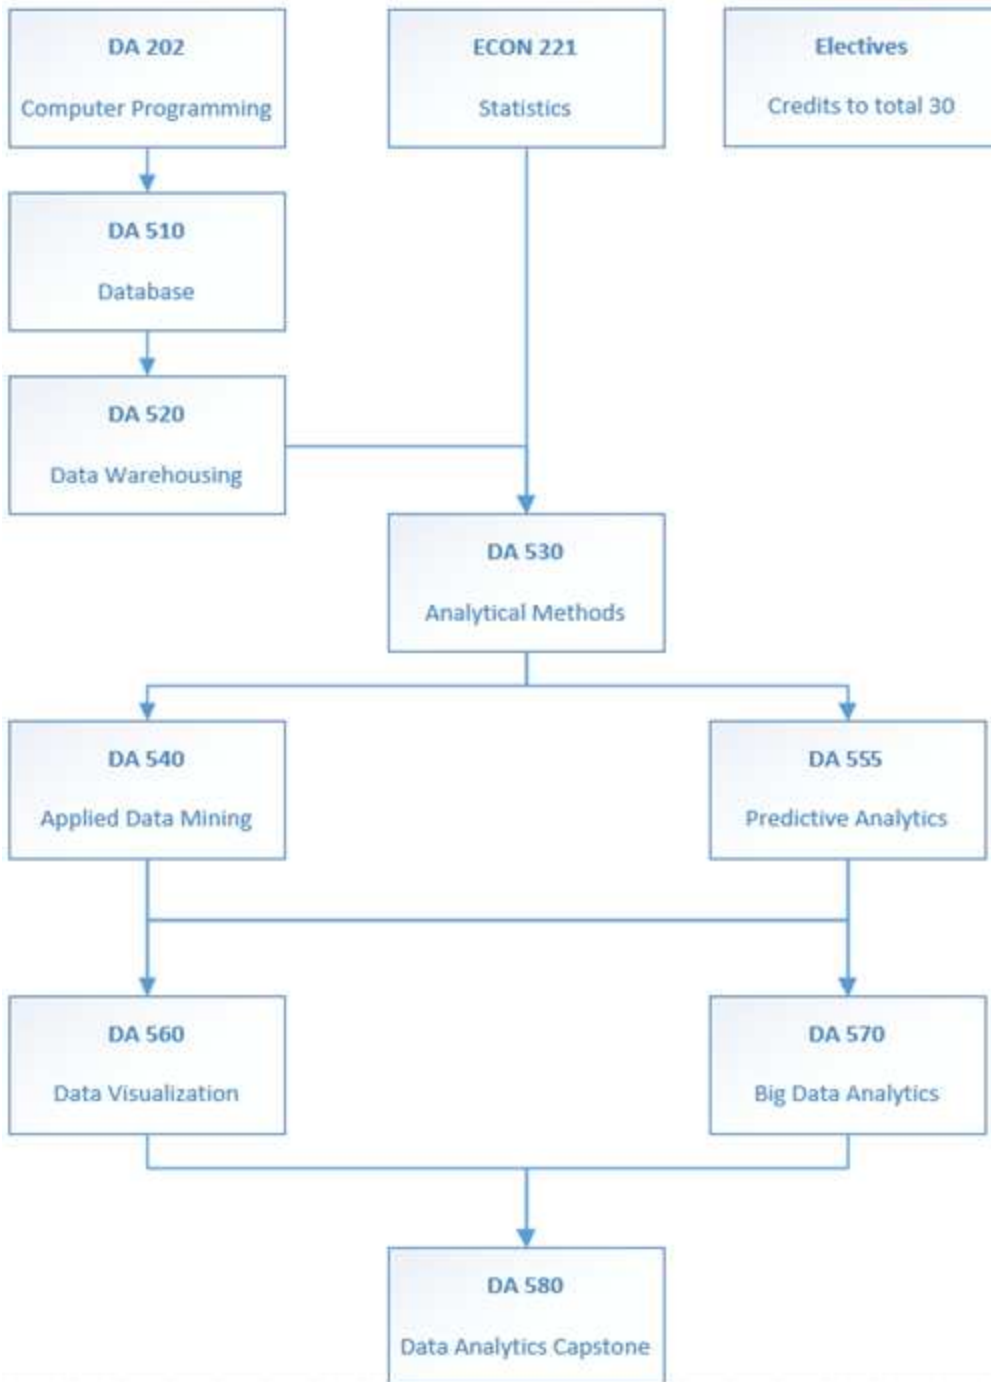 DA 202
Computer Programming
ECON 221
Statistics
Electives
Credits to total 30
DA 510
Database
DA 520
Data Warehousing
DA 530
Analytical Methods
DA 540
Applied Data Mining
DA 555
Predictive Analytics
DA 560
Data Visualization
DA 570
Big Data Analytics
DA 580
Data Analytics Capstone